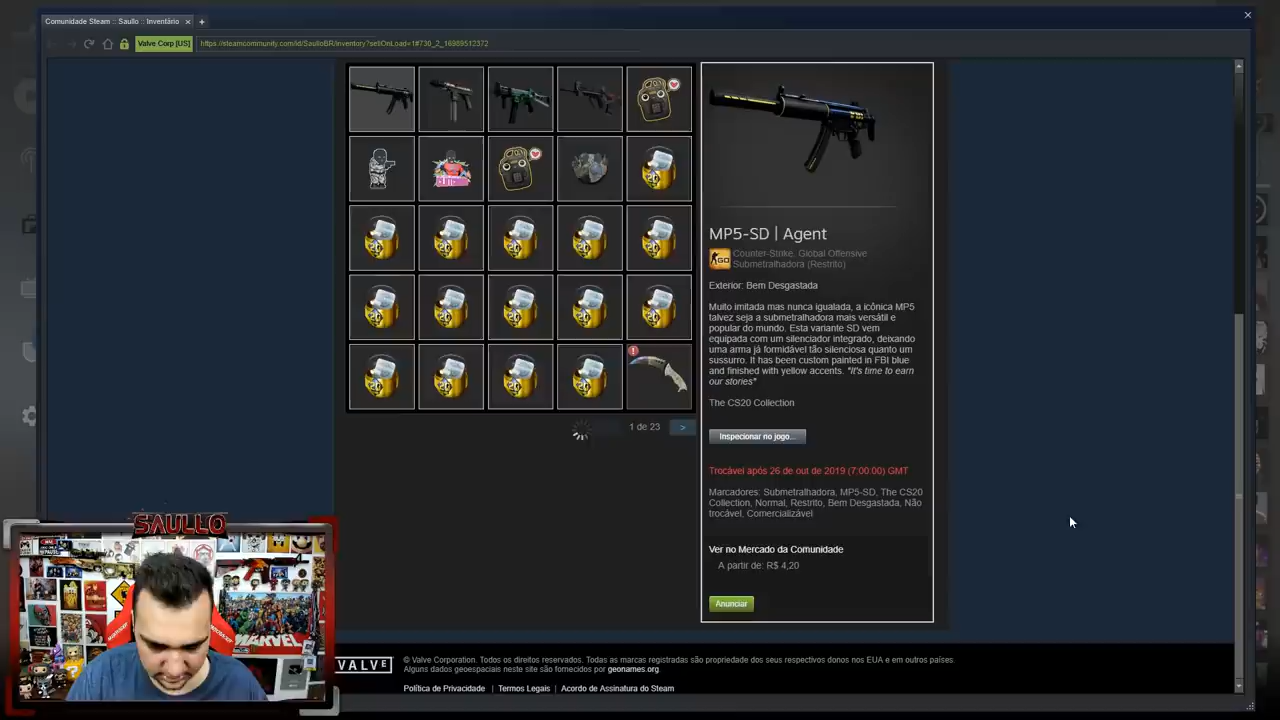 Comunidade Steam :: Saullo :: Inventário
Valve Corp [US]
https://steamcommunity.com/id/SaulloBR/inventory?sellOnLoad=1#730_2_16989512372
MP5-SD | Agent
Counter-Strike: Global Offensive
Submetralhadora (Restrito)
Exterior: Bem Desgastada
Muito imitada mas nunca igualada, a icônica MP5
talvez seja a submetralhadora mais versátil e
popular do mundo. Esta variante SD vem
equipada com um silenciador integrado, deixando
uma arma já formidável tão silenciosa quanto um
sussurro. It has been custom painted in FBI blue
and finished with yellow accents. "It's time to earn
our stories"
The CS20 Collection
1 de 23
>
Inspecionar no jogo...
Trocável após 26 de out de 2019 (7:00:00) GMT
Marcadores: Submetralhadora, MP5-SD, The CS20
Collection, Normal, Restrito, Bem Desgastada, Não
trocável, Comercializável
Ver no Mercado da Comunidade
A partir de: R$ 4,20
Anunciar
SAULLO
MARVEL
VALVE
© Valve Corporation. Todos os direitos reservados. Todas as marcas registradas são propriedade dos seus respectivos donos nos EUA e em outros países.
Alguns dados geoespaciais neste site são fornecidos por geonames.org.
Política de Privacidade | Termos Legais | Acordo de Assinatura do Steam